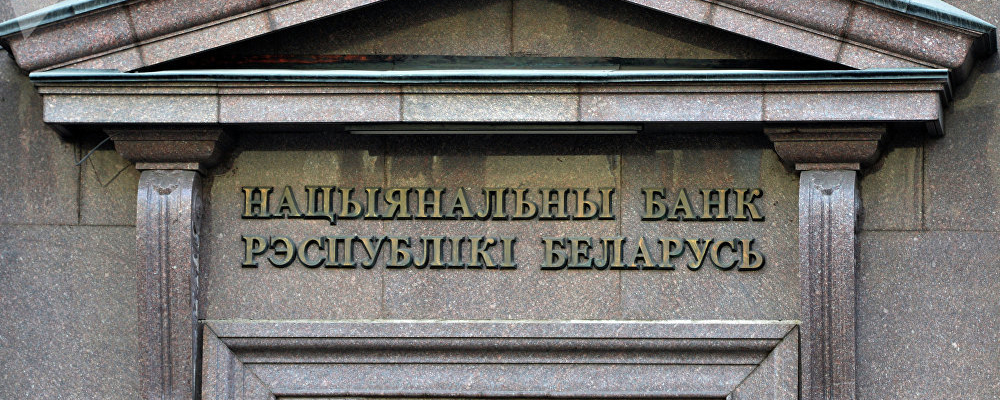 НАЦЫЯНАЛЬНЫ БАНК
РЭСПУБЛІКІ БЕЛАРУСЬ